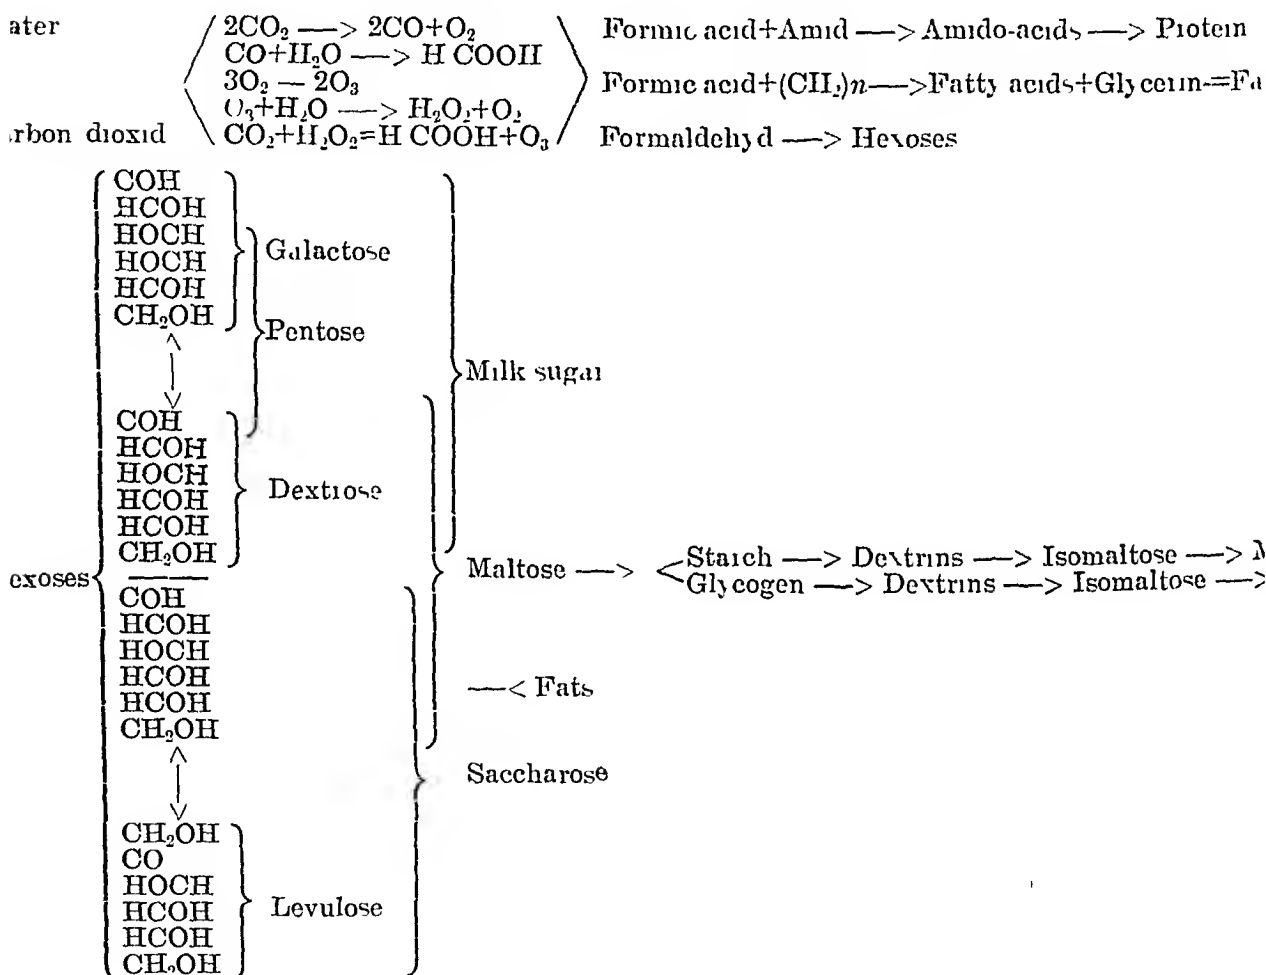 ater
2CO₂ —> 2CO+O₂
CO+H₂O —> H COOH
3O₂ — 2O₃
O₃+H₂O —> H₂O₂+O₂
rbon dioxid
CO₂+H₂O₂=H COOH+O₃
Formic acid+Amid —> Amido-acids —> Protein
Formic acid+(CH₂)n—>Fatty acids+Glycerin=Fa
Formaldehyd —> Hexoses
exoses
COH
HCOH
HOCH
HOCH
HCOH
CH₂OH
Galactose
Pentose
Milk sugar
COH
HCOH
HOCH
HCOH
HCOH
CH₂OH
Dextrose
Maltose —>
<Starch —> Dextrins —> Isomaltose —> M
Glycogen —> Dextrins —> Isomaltose —>
COH
HCOH
HOCH
HCOH
HCOH
CH₂OH
—< Fats
Saccharose
CH₂OH
CO
HOCH
HCOH
HCOH
CH₂OH
Levulose